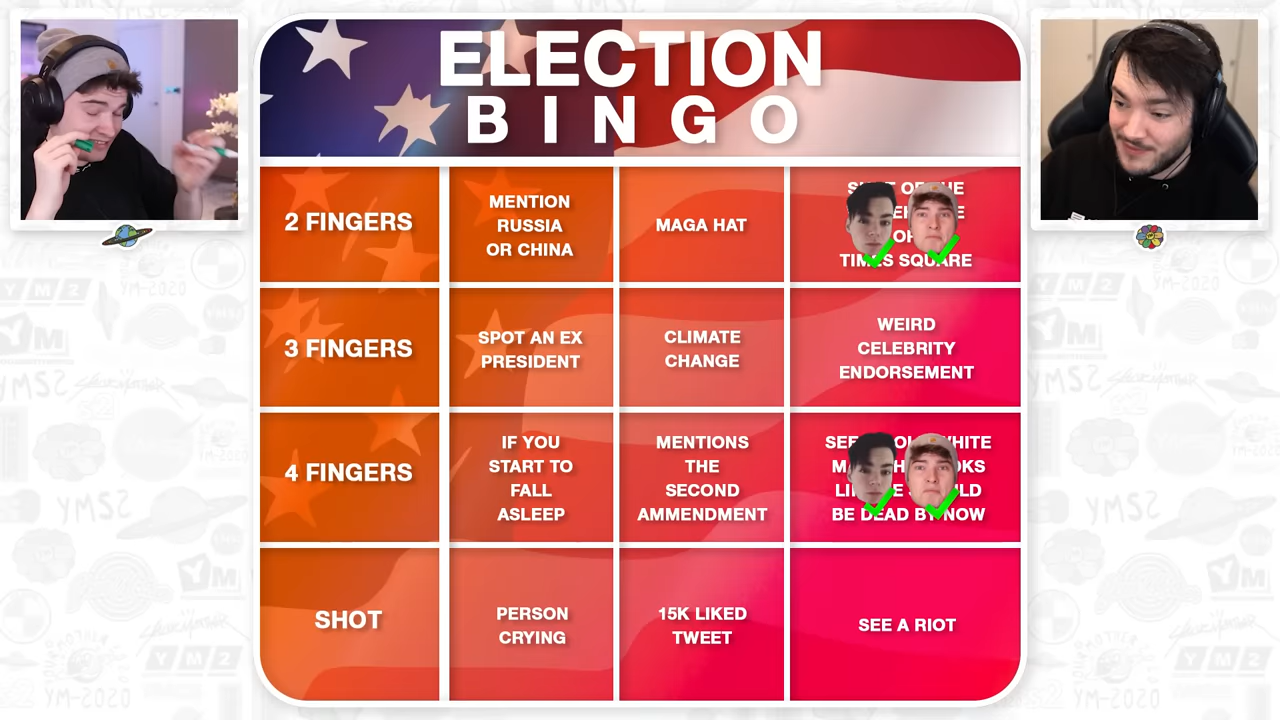 ELECTION
BINGO
2 FINGERS
MENTION
RUSSIA
OR CHINA
MAGA HAT
OF
TIMES SQUARE
3 FINGERS
SPOT AN EX
PRESIDENT
CLIMATE
CHANGE
WEIRD
CELEBRITY
ENDORSEMENT
4 FINGERS
IF YOU
START TO
FALL
ASLEEP
MENTIONS
THE
SECOND
AMMENDMENT
BE DEAD BY NOW
SHOT
PERSON
CRYING
15K LIKED
TWEET
SEE A RIOT